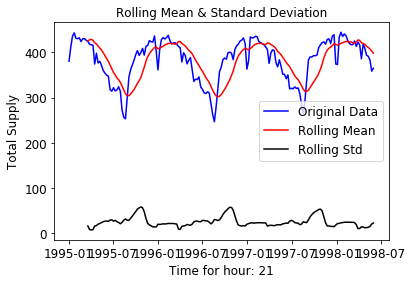 Rolling Mean & Standard Deviation
Total Supply
400
300
200
100
0
Original Data
Rolling Mean
Rolling Std
1995-01
1995-07
1996-01
1996-07
1997-01
1997-07
1998-01
1998-07
Time for hour: 21